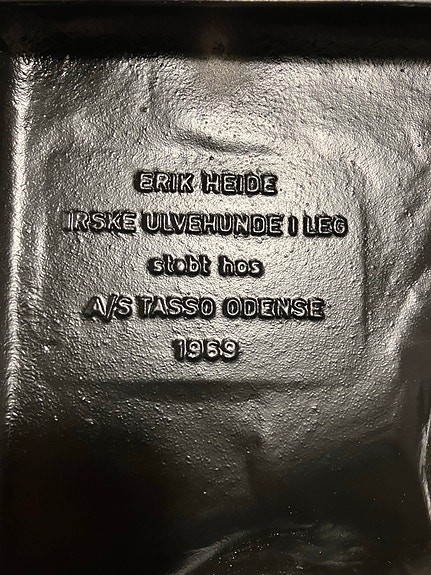 ERIK HEIDE
IRSKE ULVEHUNDE I LEG
støbt hos
A/S TASSO ODENSE
1969